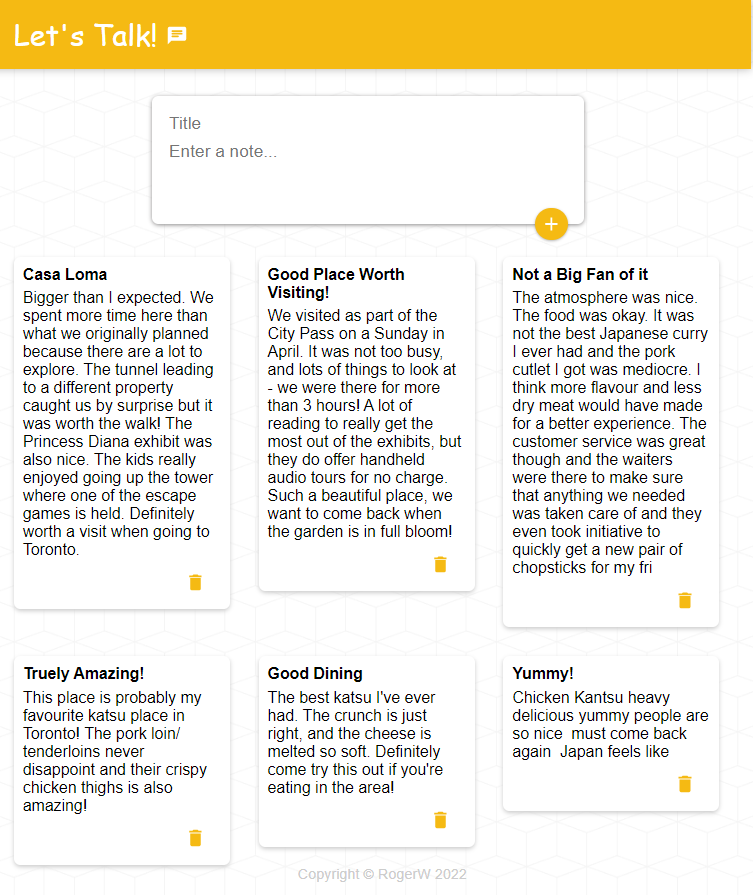 Let's Talk!
Title
Enter a note...
Casa Loma
Bigger than I expected. We
spent more time here than
what we originally planned
because there are a lot to
explore. The tunnel leading
to a different property
caught us by surprise but it
was worth the walk! The
Princess Diana exhibit was
also nice. The kids really
enjoyed going up the tower
where one of the escape
games is held. Definitely
worth a visit when going to
Toronto.
Good Place Worth
Visiting!
We visited as part of the
City Pass on a Sunday in
April. It was not too busy,
and lots of things to look at
- we were there for more
than 3 hours! A lot of
reading to really get the
most out of the exhibits, but
they do offer handheld
audio tours for no charge.
Such a beautiful place, we
want to come back when
the garden is in full bloom!
Not a Big Fan of it
The atmosphere was nice.
The food was okay. It was
not the best Japanese curry
I ever had and the pork
cutlet I got was mediocre. I
think more flavour and less
dry meat would have made
for a better experience. The
customer service was great
though and the waiters
were there to make sure
that anything we needed
was taken care of and they
even took initiative to
quickly get a new pair of
chopsticks for my fri
Truely Amazing!
This place is probably my
favourite katsu place in
Toronto! The pork loin/
tenderloins never
disappoint and their crispy
chicken thighs is also
amazing!
Good Dining
The best katsu I've ever
had. The crunch is just
right, and the cheese is
melted so soft. Definitely
come try this out if you're
eating in the area!
Yummy!
Chicken Kantsu heavy
delicious yummy people are
so nice  must come back
again  Japan feels like
Copyright © RogerW 2022